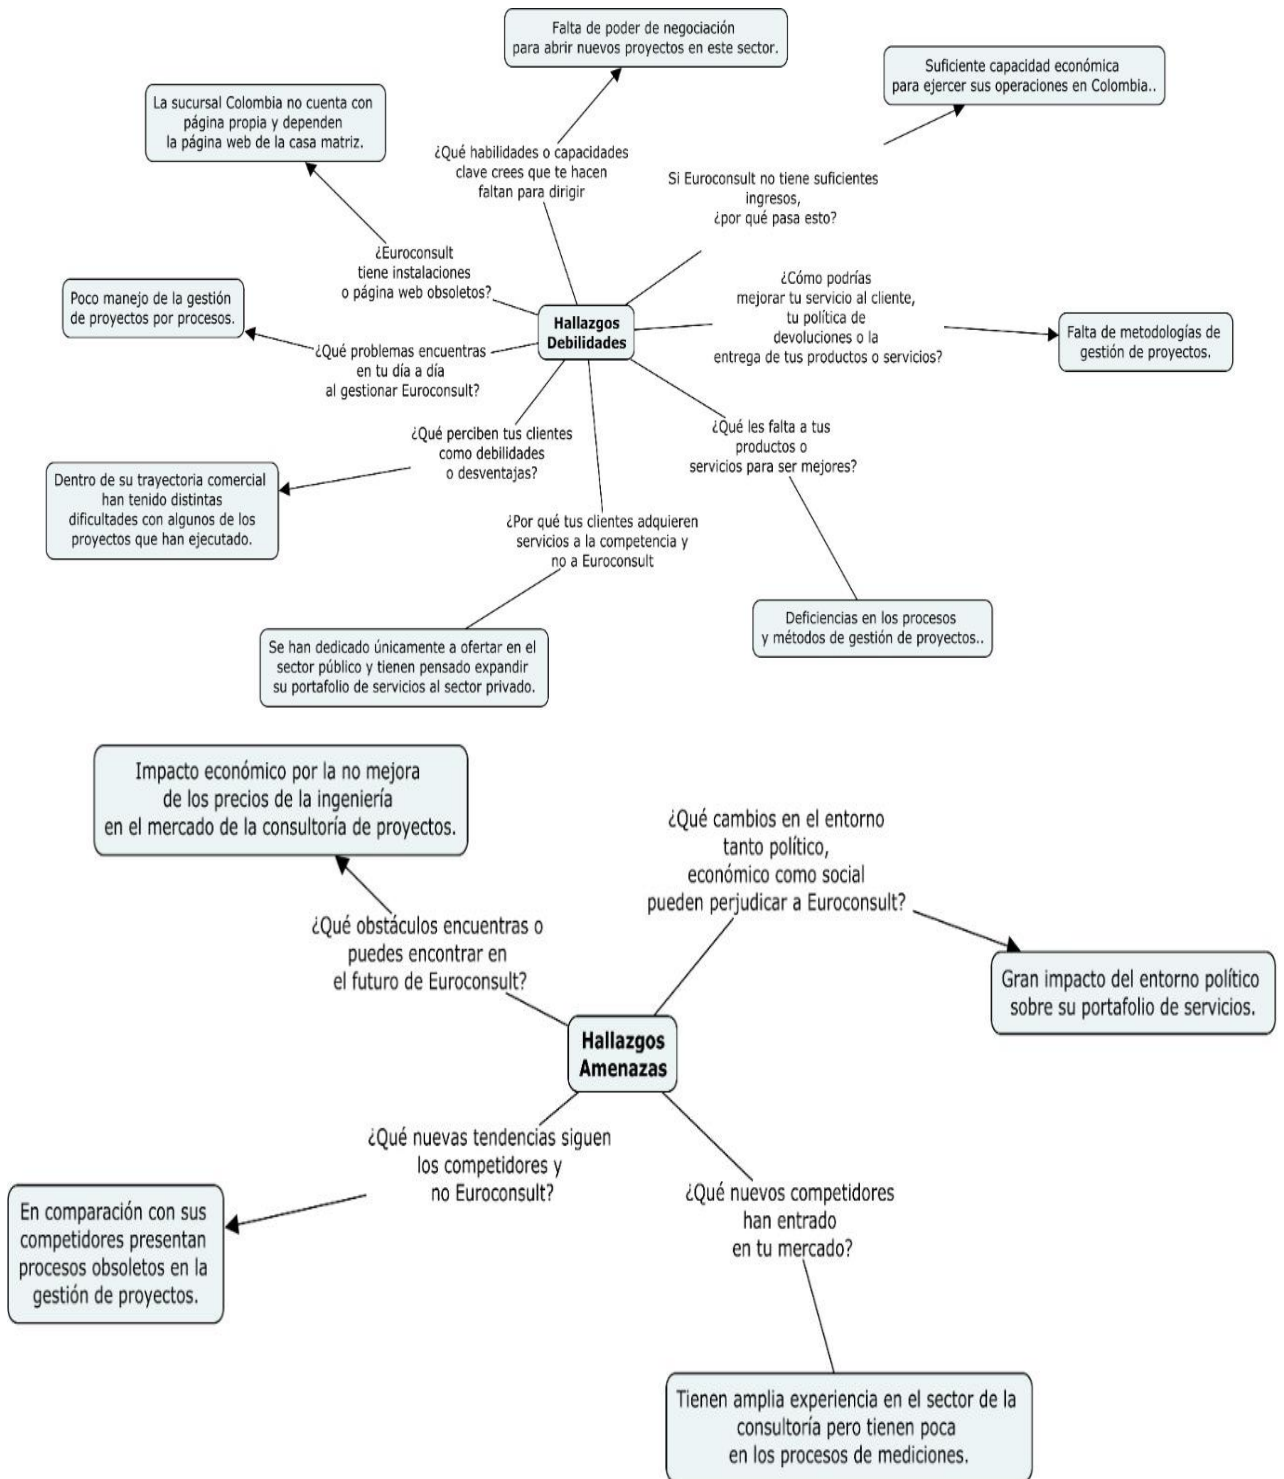 Falta de poder de negociación
para abrir nuevos proyectos en este sector.
Suficiente capacidad económica
para ejercer sus operaciones en Colombia..
La sucursal Colombia no cuenta con
página propia y dependen
la página web de la casa matriz.
¿Qué habilidades o capacidades
clave crees que te hacen
faltan para dirigir
Si Euroconsult no tiene suficientes
ingresos,
¿por qué pasa esto?
¿Euroconsult
tiene instalaciones
o página web obsoletos?
¿Cómo podrías
mejorar tu servicio al cliente,
tu política de
devoluciones o la
entrega de tus productos o servicios?
Poco manejo de la gestión
de proyectos por procesos.
Hallazgos
Debilidades
Falta de metodologías de
gestión de proyectos.
¿Qué problemas encuentras
en tu día a día
al gestionar Euroconsult?
¿Qué perciben tus clientes
como debilidades
o desventajas?
¿Qué les falta a tus
productos o
servicios para ser mejores?
Dentro de su trayectoria comercial
han tenido distintas
dificultades con algunos de los
proyectos que han ejecutado.
¿Por qué tus clientes adquieren
servicios a la competencia y
no a Euroconsult
Deficiencias en los procesos
y métodos de gestión de proyectos..
Se han dedicado únicamente a ofertar en el
sector público y tienen pensado expandir
su portafolio de servicios al sector privado.
Impacto económico por la no mejora
de los precios de la ingeniería
en el mercado de la consultoría de proyectos.
¿Qué cambios en el entorno
tanto político,
económico como social
pueden perjudicar a Euroconsult?
¿Qué obstáculos encuentras o
puedes encontrar en
el futuro de Euroconsult?
Gran impacto del entorno político
sobre su portafolio de servicios.
Hallazgos
Amenazas
¿Qué nuevas tendencias siguen
los competidores y
no Euroconsult?
¿Qué nuevos competidores
han entrado
en tu mercado?
En comparación con sus
competidores presentan
procesos obsoletos en la
gestión de proyectos.
Tienen amplia experiencia en el sector de la
consultoría pero tienen poca
en los procesos de mediciones.